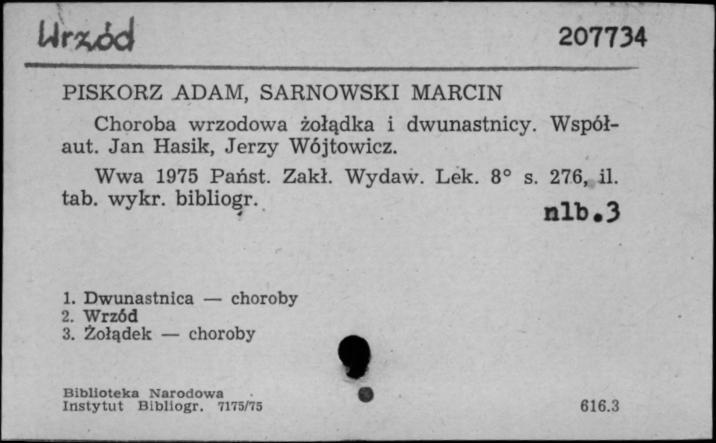 Wrzód
207734
PISKORZ ADAM, SARNOWSKI MARCIN
Choroba wrzodowa żołądka i dwunastnicy. Współ-
aut. Jan Hasik, Jerzy Wójtowicz.
Wwa 1975 Państ. Zakł. Wydaw. Lek. 8° s. 276, il.
tab. wykr. bibliogr.
nlb.3
1. Dwunastnica — choroby
2. Wrzód
3. Żołądek — choroby
Biblioteka Narodowa
Instytut Bibliogr. 7175/75
616.3